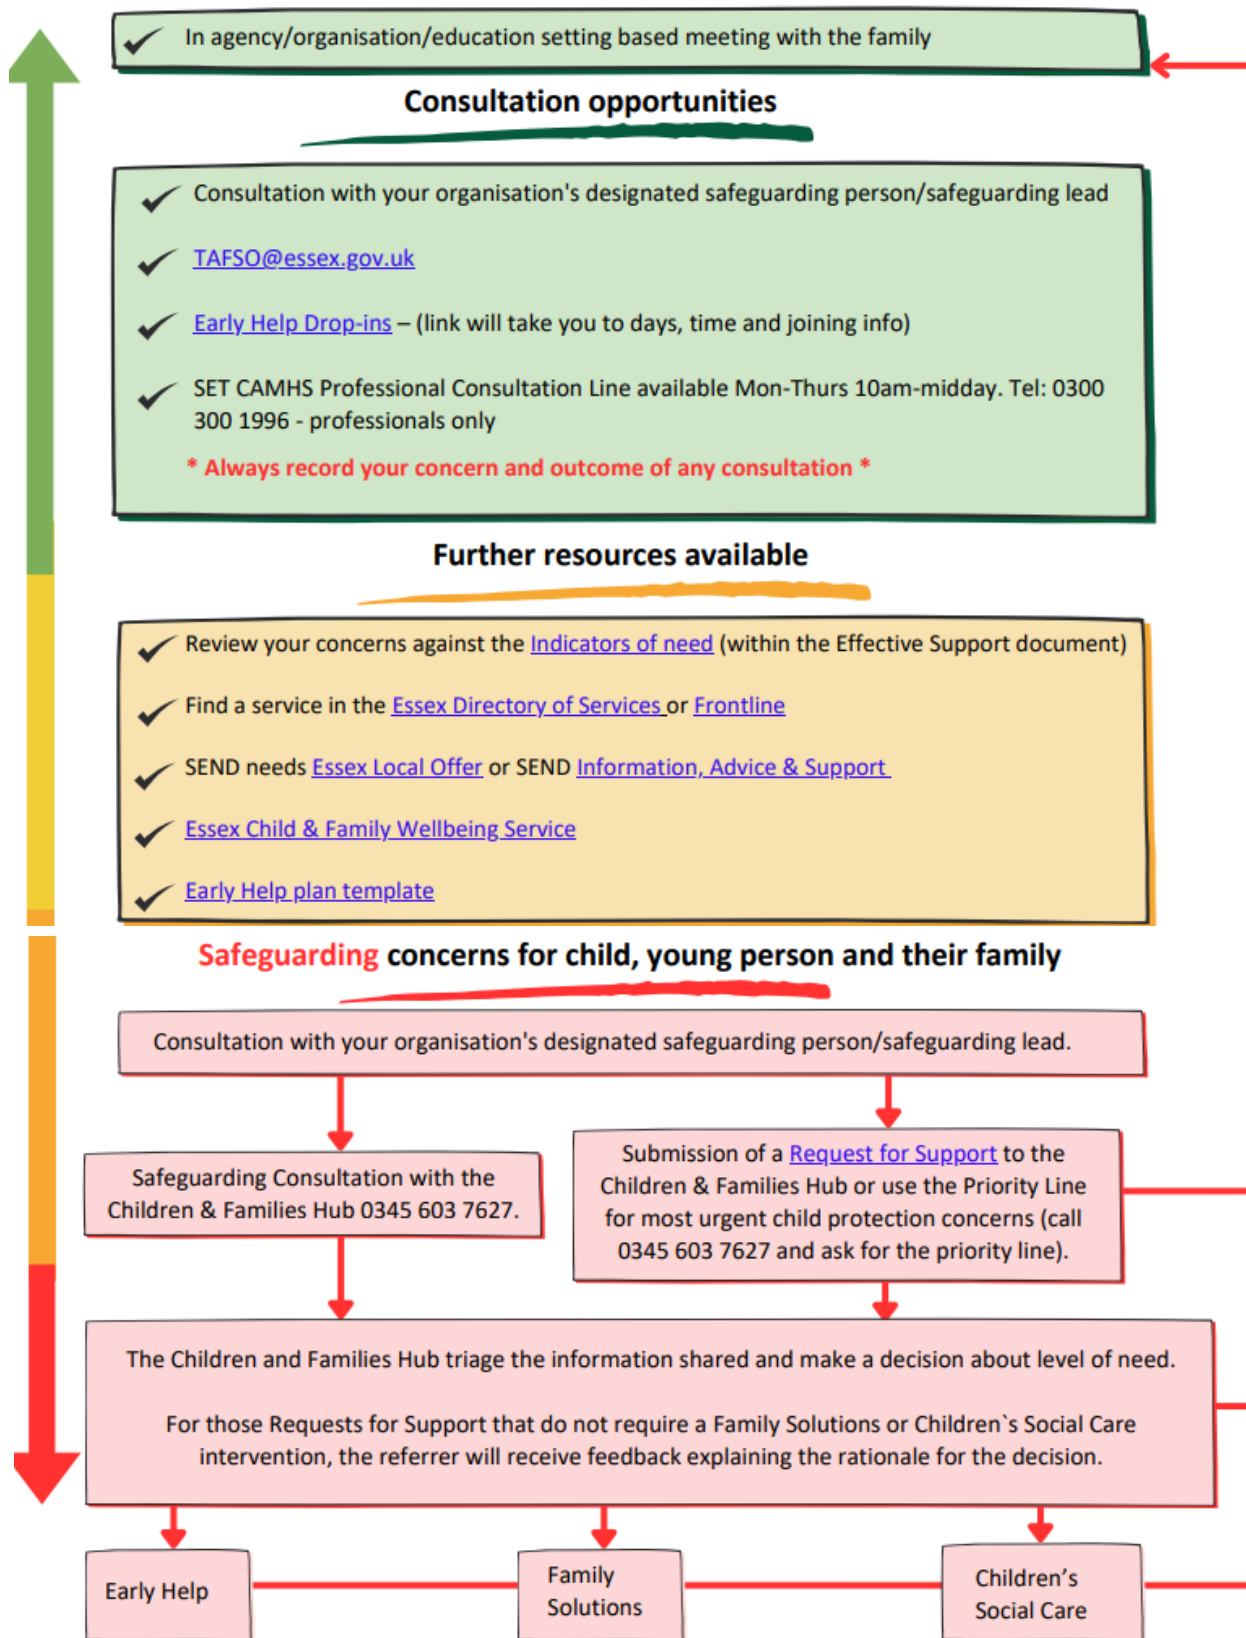 In agency/organisation/education setting based meeting with the family
Consultation opportunities
Consultation with your organisation's designated safeguarding person/safeguarding lead
TAFSO@essex.gov.uk
Early Help Drop-ins – (link will take you to days, time and joining info)
SET CAMHS Professional Consultation Line available Mon-Thurs 10am-midday. Tel: 0300
300 1996 - professionals only
* Always record your concern and outcome of any consultation *
Further resources available
Review your concerns against the Indicators of need (within the Effective Support document)
Find a service in the Essex Directory of Services or Frontline
SEND needs Essex Local Offer or SEND Information, Advice & Support
Essex Child & Family Wellbeing Service
Early Help plan template
Safeguarding concerns for child, young person and their family
Consultation with your organisation's designated safeguarding person/safeguarding lead.
Safeguarding Consultation with the
Children & Families Hub 0345 603 7627.
Submission of a Request for Support to the
Children & Families Hub or use the Priority Line
for most urgent child protection concerns (call
0345 603 7627 and ask for the priority line).
The Children and Families Hub triage the information shared and make a decision about level of need.
For those Requests for Support that do not require a Family Solutions or Children`s Social Care
intervention, the referrer will receive feedback explaining the rationale for the decision.
Early Help
Family
Solutions
Children’s
Social Care